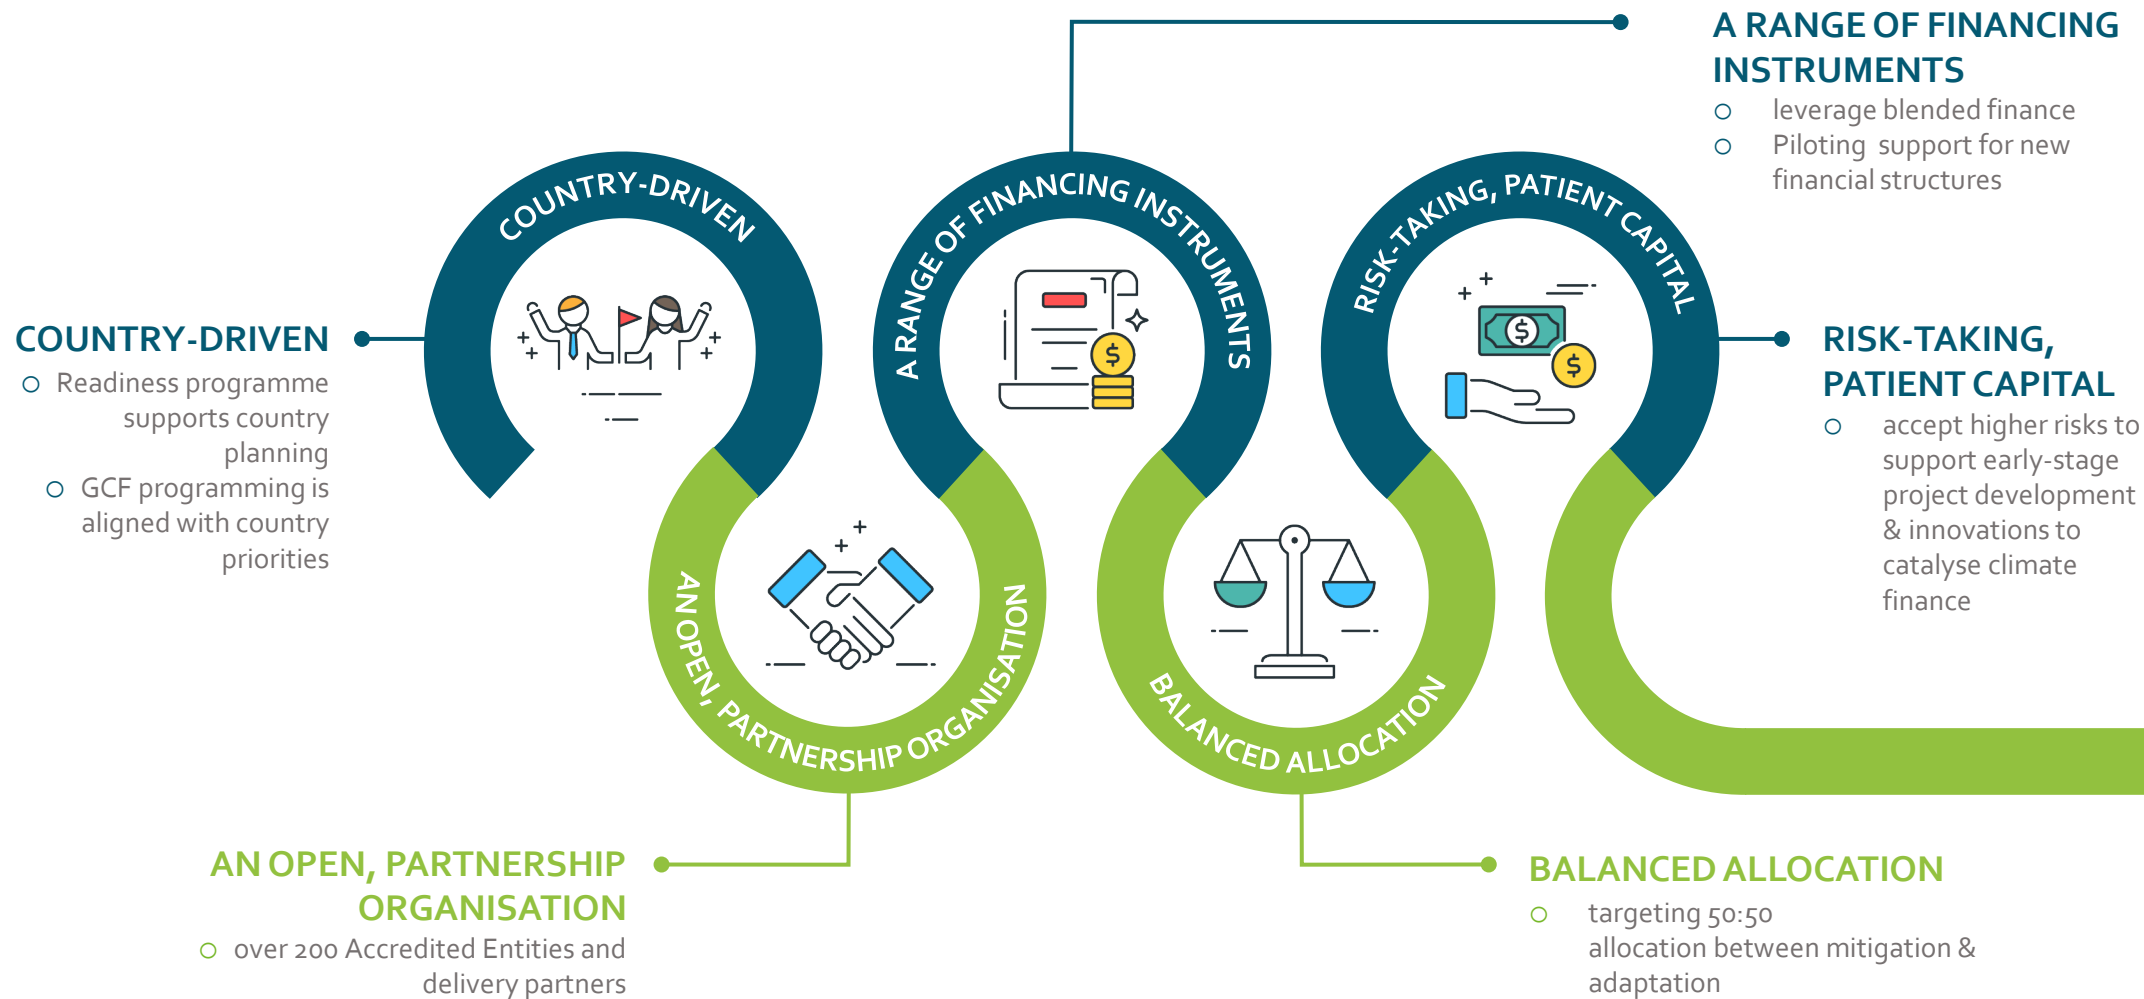 A RANGE OF FINANCING
INSTRUMENTS
leverage blended finance
Piloting support for new
financial structures
COUNTRY-DRIVEN
A RANGE OF FINANCING INSTRUMENTS
RISK-TAKING, PATIENT CAPITAL
COUNTRY-DRIVEN
Readiness programme
supports country
planning
GCF programming is
aligned with country
priorities
$
$
$
RISK-TAKING,
PATIENT CAPITAL
accept higher risks to
support early-stage
project development
& innovations to
catalyse climate
finance
AN OPEN, PARTNERSHIP ORGANISATION
BALANCED ALLOCATION
AN OPEN, PARTNERSHIP
ORGANISATION
over 200 Accredited Entities and
delivery partners
BALANCED ALLOCATION
targeting 50:50
allocation between mitigation &
adaptation